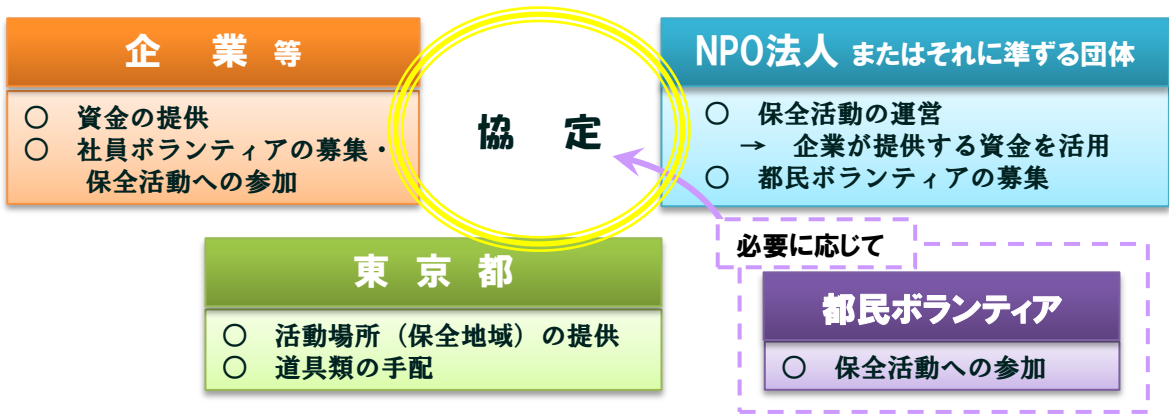 企 業 等
○ 資金の提供
○ 社員ボランティアの募集・
保全活動への参加
協 定
NPO法人 またはそれに準ずる団体
○ 保全活動の運営
→ 企業が提供する資金を活用
○ 都民ボランティアの募集
東 京 都
○ 活動場所（保全地域）の提供
○ 道具類の手配
必要に応じて
都民ボランティア
○ 保全活動への参加